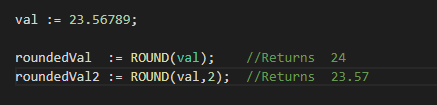 val := 23.56789;
roundedVal := ROUND(val); //Returns 24
roundedVal2 := ROUND(val,2); //Returns 23.57